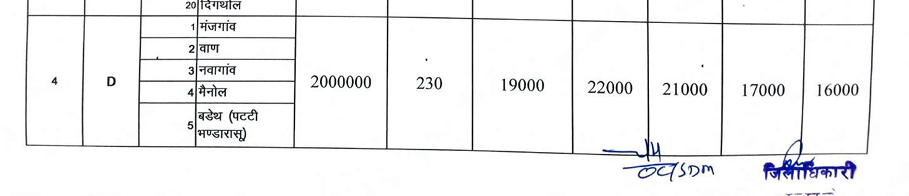 20 दिगथोल
1 मंजगांव
2 वाण
3 नवागांव
4 D 2000000 230 19000 22000 21000 17000 16000
4 मैनोल
5 बडेथ (पटटी
भण्डारासू)
SDM
जिलाधिकारी